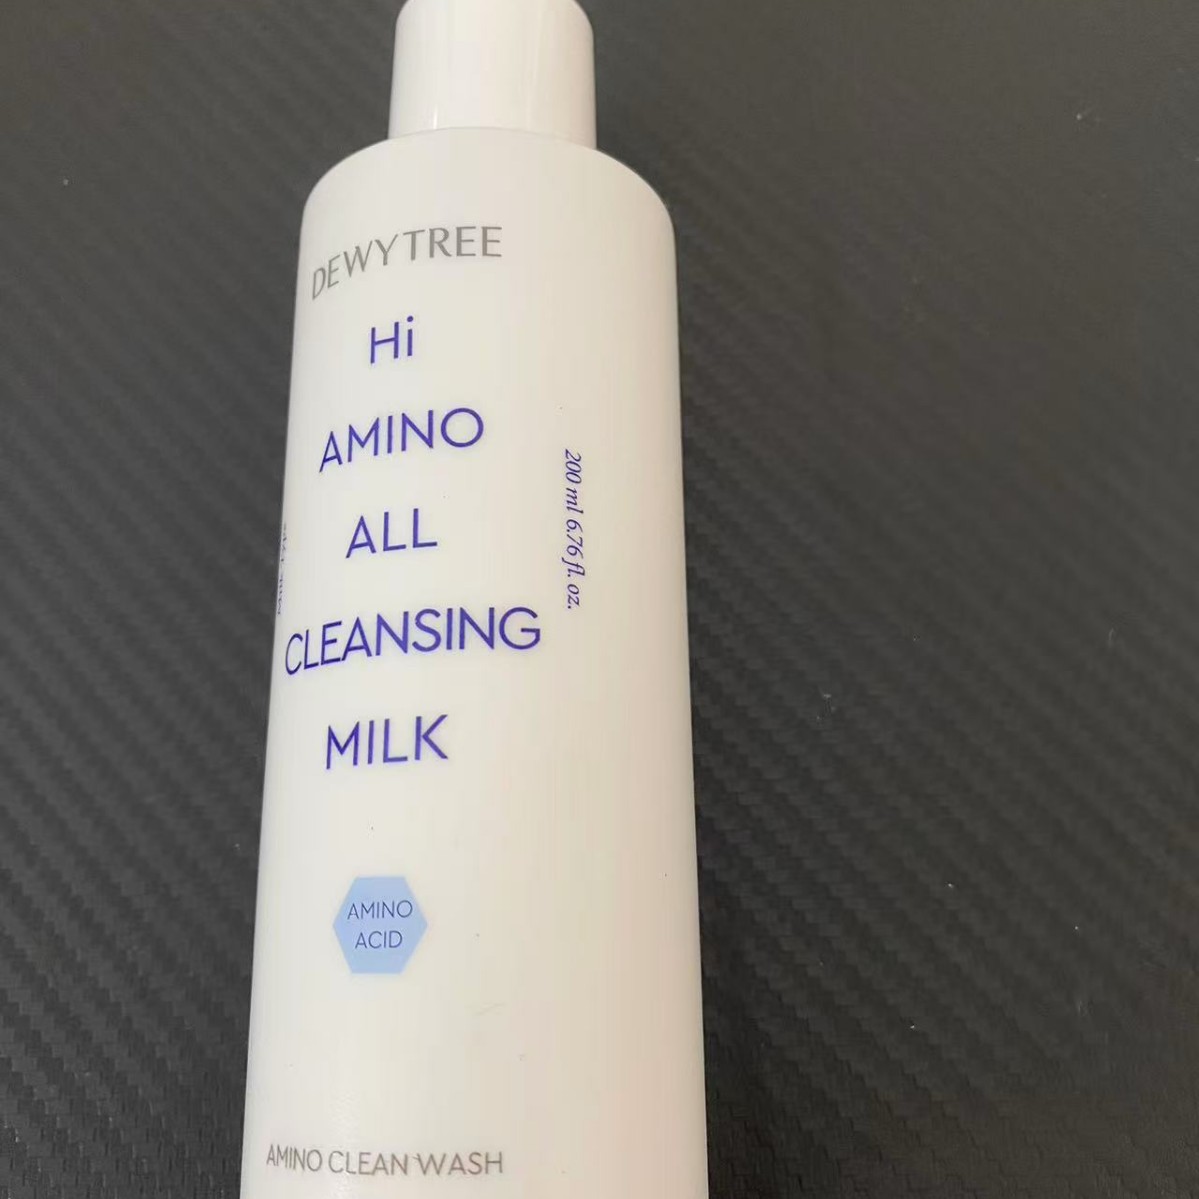 DEWYTREE
Hi
AMINO
ALL
CLEANSING
MILK
200 ml 6.76 fl. oz.
AMINO
ACID
AMINO CLEAN WASH